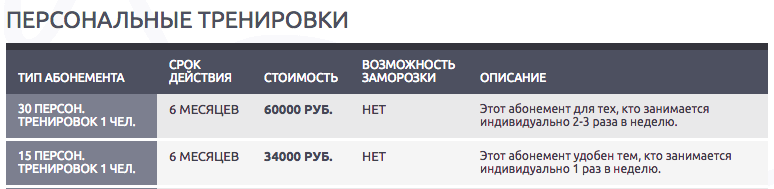 ПЕРСОНАЛЬНЫЕ ТРЕНИРОВКИ
ТИП АБОНЕМЕНТА СРОК ДЕЙСТВИЯ СТОИМОСТЬ ВОЗМОЖНОСТЬ ЗАМОРОЗКИ ОПИСАНИЕ
30 ПЕРСОН.
ТРЕНИРОВОК 1 ЧЕЛ.
6 МЕСЯЦЕВ
60000 РУБ.
НЕТ
Этот абонемент для тех, кто занимается
индивидуально 2-3 раза в неделю.
15 ПЕРСОН.
ТРЕНИРОВОК 1 ЧЕЛ.
6 МЕСЯЦЕВ
34000 РУБ.
НЕТ
Этот абонемент удобен тем, кто занимается
индивидуально 1 раз в неделю.